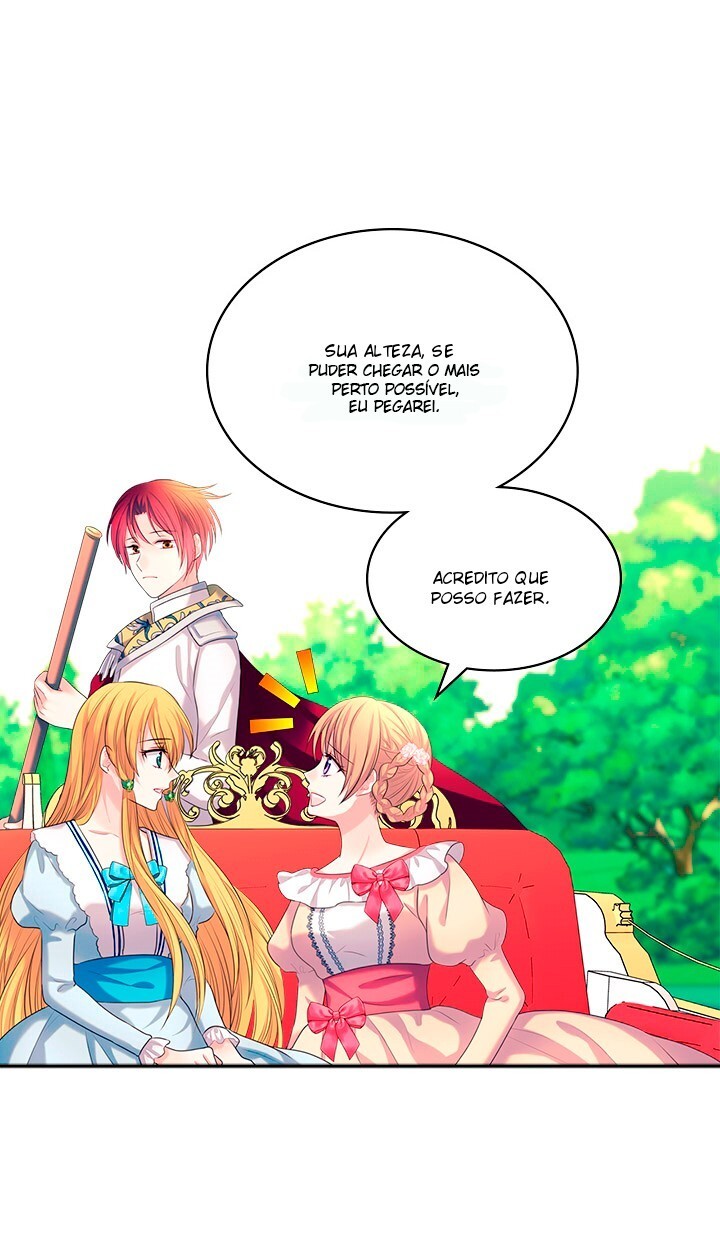 SUA ALTEZA, SE
PUDER CHEGAR O MAIS
PERTO POSSÍVEL,
EU PEGAREI.
ACREDITO QUE
POSSO FAZER.